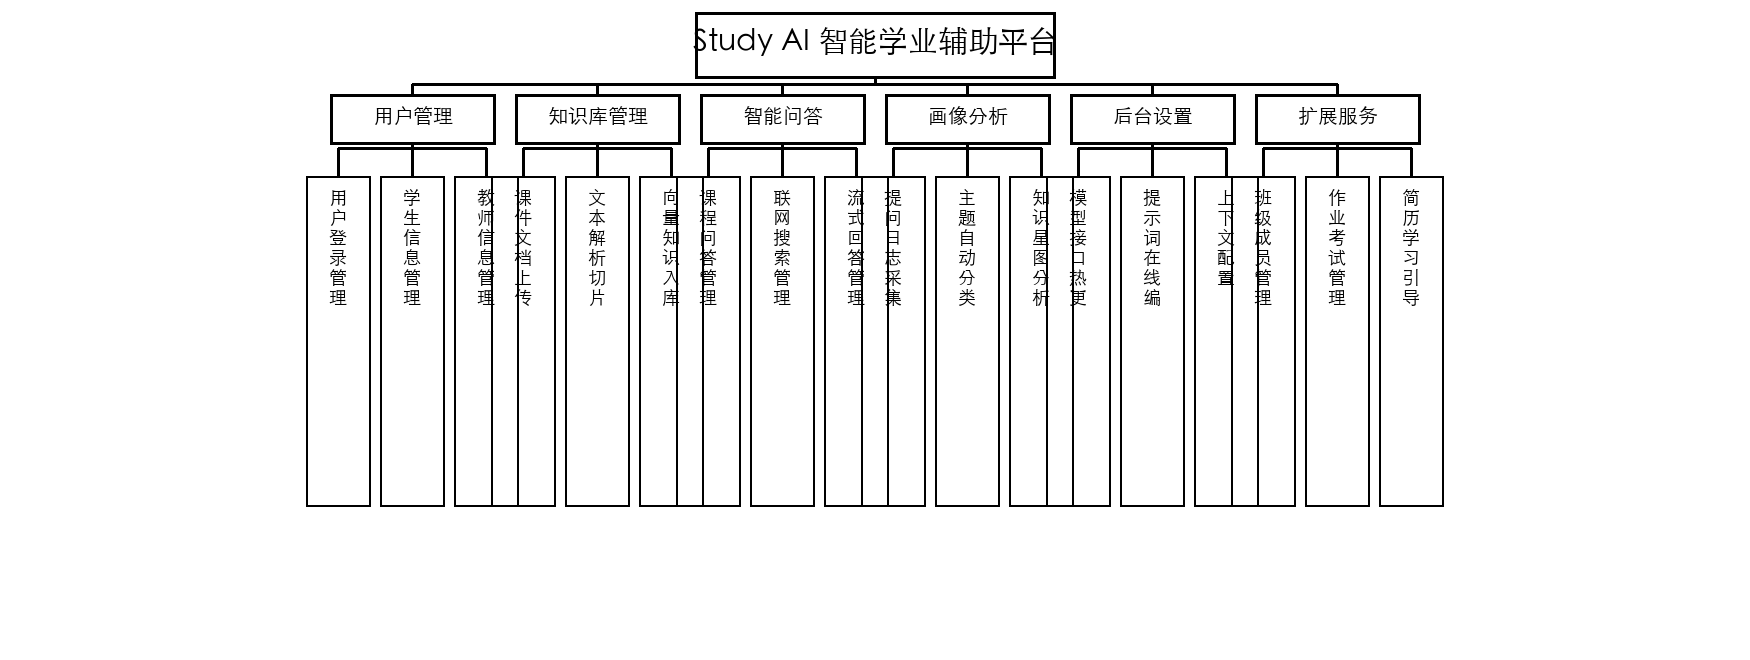 Study AI 智能学业辅助平台
用户管理
知识库管理
智能问答
画像分析
后台设置
扩展服务
用户登录管理
学生信息管理
教师信息管理
课件文档上传
文本解析切片
向量知识入库
课程问答管理
联网搜索管理
流式回答管理
提问日志采集
主题自动分类
知识星图分析
模型接口热更
提示词在线编
上下文配置
班级成员管理
作业考试管理
简历学习引导